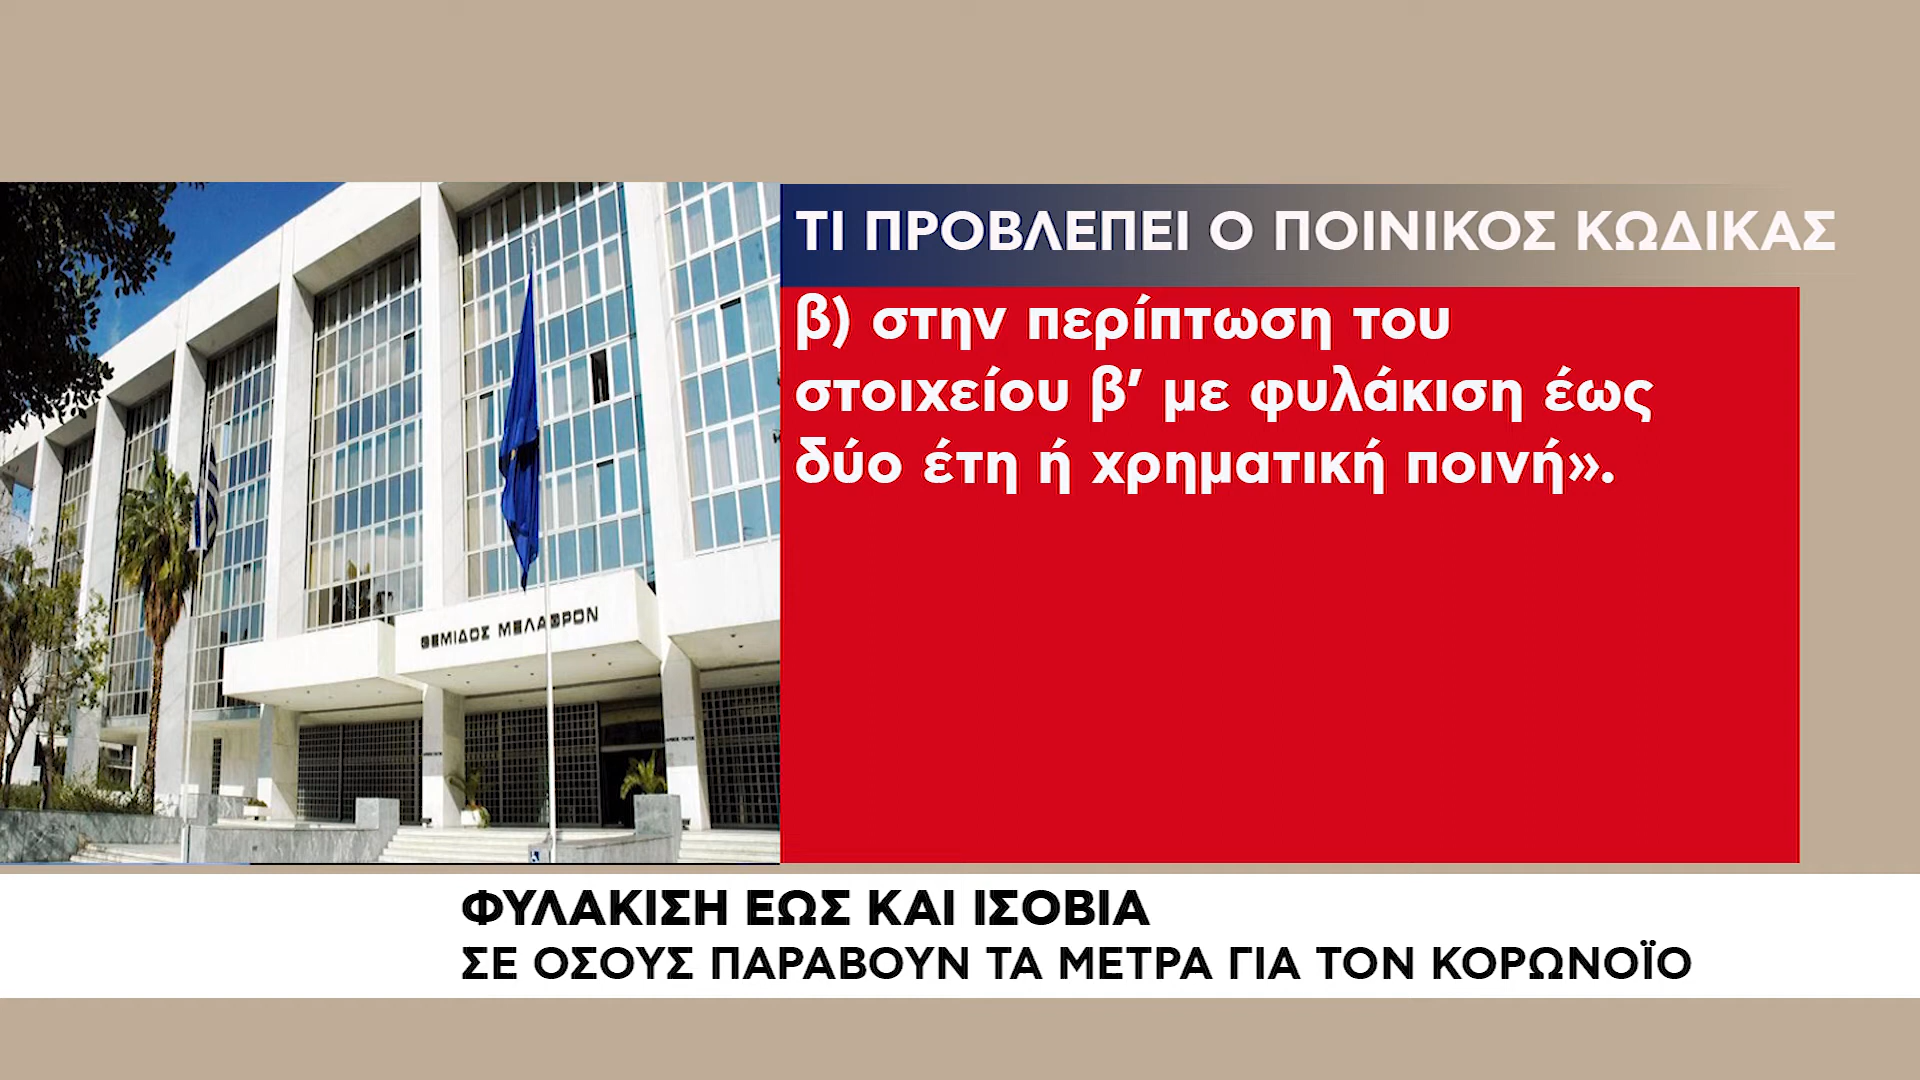 ΤΙ ΠΡΟΒΛΕΠΕΙ Ο ΠΟΙΝΙΚΟΣ ΚΩΔΙΚΑΣ
β) στην περίπτωση του
στοιχείου β’ με φυλάκιση έως
δύο έτη ή χρηματική ποινή».
ΘΕΜΙΔΟΣ ΜΕΛΑΘΡΟΝ
ΦΥΛΑΚΙΣΗ ΕΩΣ ΚΑΙ ΙΣΟΒΙΑ
ΣΕ ΟΣΟΥΣ ΠΑΡΑΒΟΥΝ ΤΑ ΜΕΤΡΑ ΓΙΑ ΤΟΝ ΚΟΡΩΝΟΪΟ